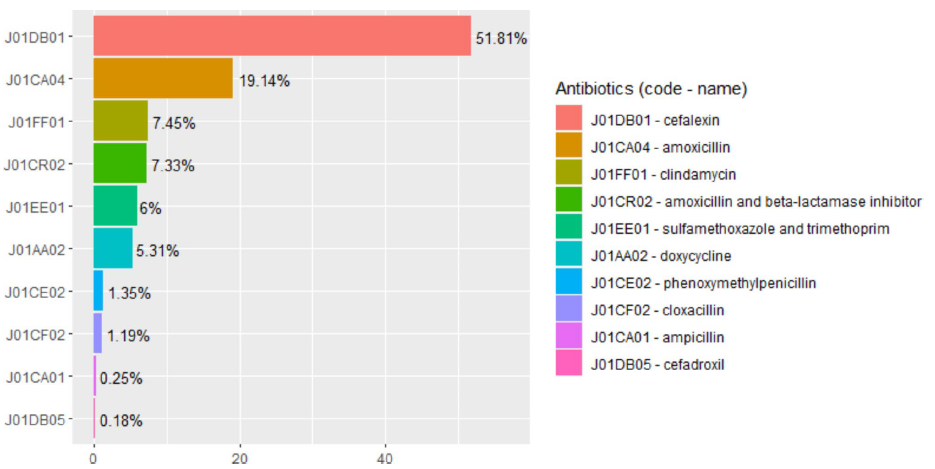 J01DB01
51.81%
J01CA04
19.14%
J01FF01
7.45%
J01CR02
7.33%
J01EE01
6%
J01AA02
5.31%
J01CE02
1.35%
J01CF02
1.19%
J01CA01
0.25%
J01DB05
0.18%
0
20
40
Antibiotics (code - name)
J01DB01 - cefalexin
J01CA04 - amoxicillin
J01FF01 - clindamycin
J01CR02 - amoxicillin and beta-lactamase inhibitor
J01EE01 - sulfamethoxazole and trimethoprim
J01AA02 - doxycycline
J01CE02 - phenoxymethylpenicillin
J01CF02 - cloxacillin
J01CA01 - ampicillin
J01DB05 - cefadroxil